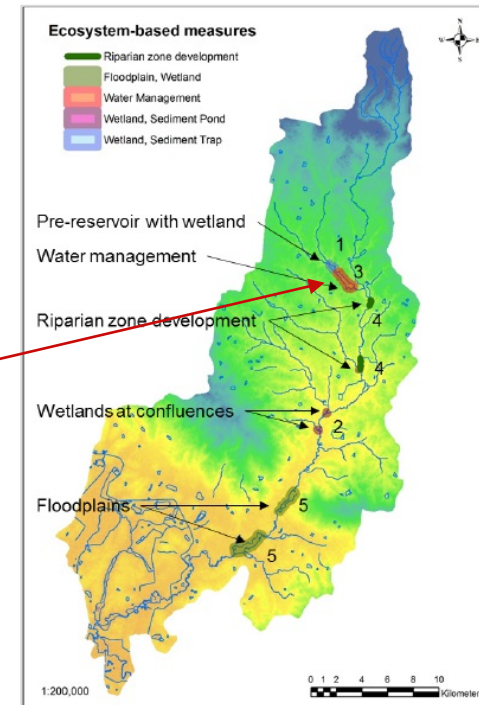 Ecosystem-based measures
Riparian zone development
Floodplain, Wetland
Water Management
Wetland, Sediment Pond
Wetland, Sediment Trap
N
W
E
S
Pre-reservoir with wetland
1
Water management
3
Riparian zone development
4
4
Wetlands at confluences
2
Floodplains
5
5
1:200,000
0 1 2 4 6 8 10
Kilometer